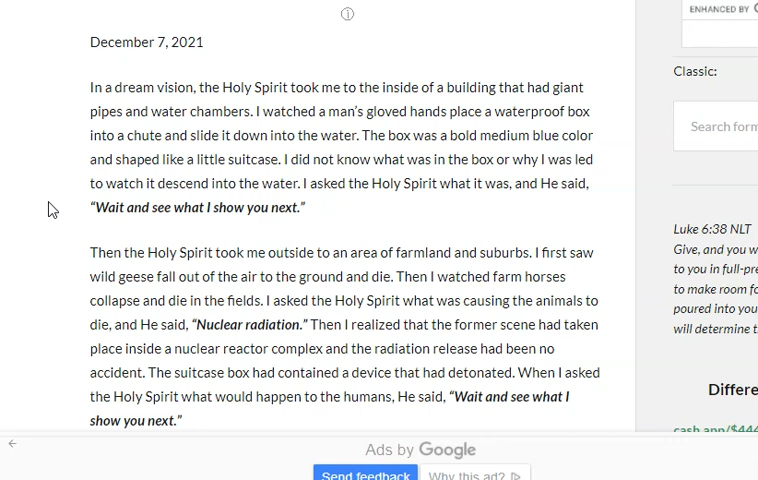 ENHANCED BY
December 7, 2021
Classic:
In a dream vision, the Holy Spirit took me to the inside of a building that had giant
pipes and water chambers. I watched a man’s gloved hands place a waterproof box
into a chute and slide it down into the water. The box was a bold medium blue color
and shaped like a little suitcase. I did not know what was in the box or why I was led
to watch it descend into the water. I asked the Holy Spirit what it was, and He said,
“Wait and see what I show you next.”
Then the Holy Spirit took me outside to an area of farmland and suburbs. I first saw
wild geese fall out of the air to the ground and die. Then I watched farm horses
collapse and die in the fields. I asked the Holy Spirit what was causing the animals to
die, and He said, “Nuclear radiation.” Then I realized that the former scene had taken
place inside a nuclear reactor complex and the radiation release had been no
accident. The suitcase box had contained a device that had detonated. When I asked
the Holy Spirit what would happen to the humans, He said, “Wait and see what I
show you next.”
Search form
Luke 6:38 NLT
Give, and you w
to you in full-pre
to make room fo
poured into you
will determine t
Differe
cash.app/$444
Ads by Google
Send feedback
Why this ad?